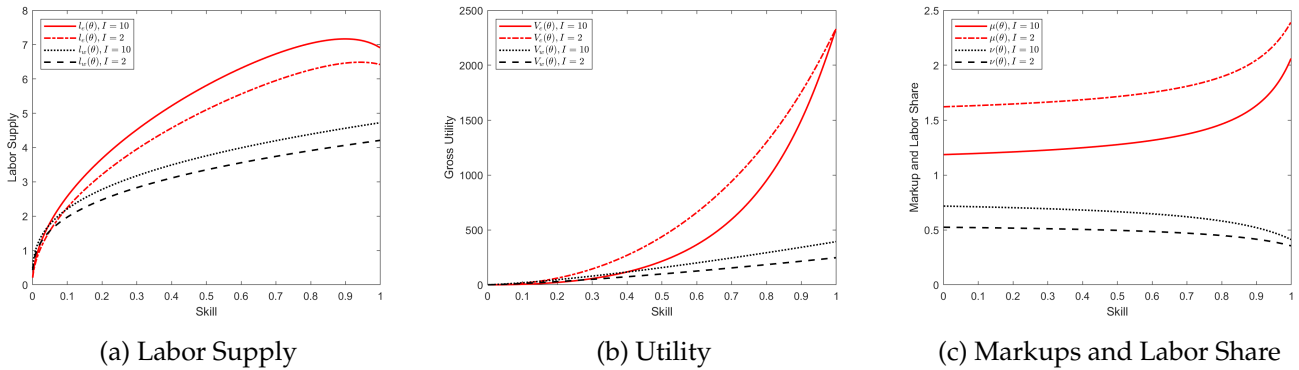 8
7
6
5
4
3
2
1
0
Labor Supply
l_e(θ), I = 10
l_e(θ), I = 2
l_w(θ), I = 10
l_w(θ), I = 2
0 0.1 0.2 0.3 0.4 0.5 0.6 0.7 0.8 0.9 1
Skill
(a) Labor Supply
2500
2000
1500
1000
500
0
Gross Utility
V_e(θ), I = 10
V_e(θ), I = 2
V_w(θ), I = 10
V_w(θ), I = 2
0 0.1 0.2 0.3 0.4 0.5 0.6 0.7 0.8 0.9 1
Skill
(b) Utility
2.5
2
1.5
1
0.5
0
Markup and Labor Share
μ(θ), I = 10
μ(θ), I = 2
ν(θ), I = 10
ν(θ), I = 2
0 0.1 0.2 0.3 0.4 0.5 0.6 0.7 0.8 0.9 1
Skill
(c) Markups and Labor Share